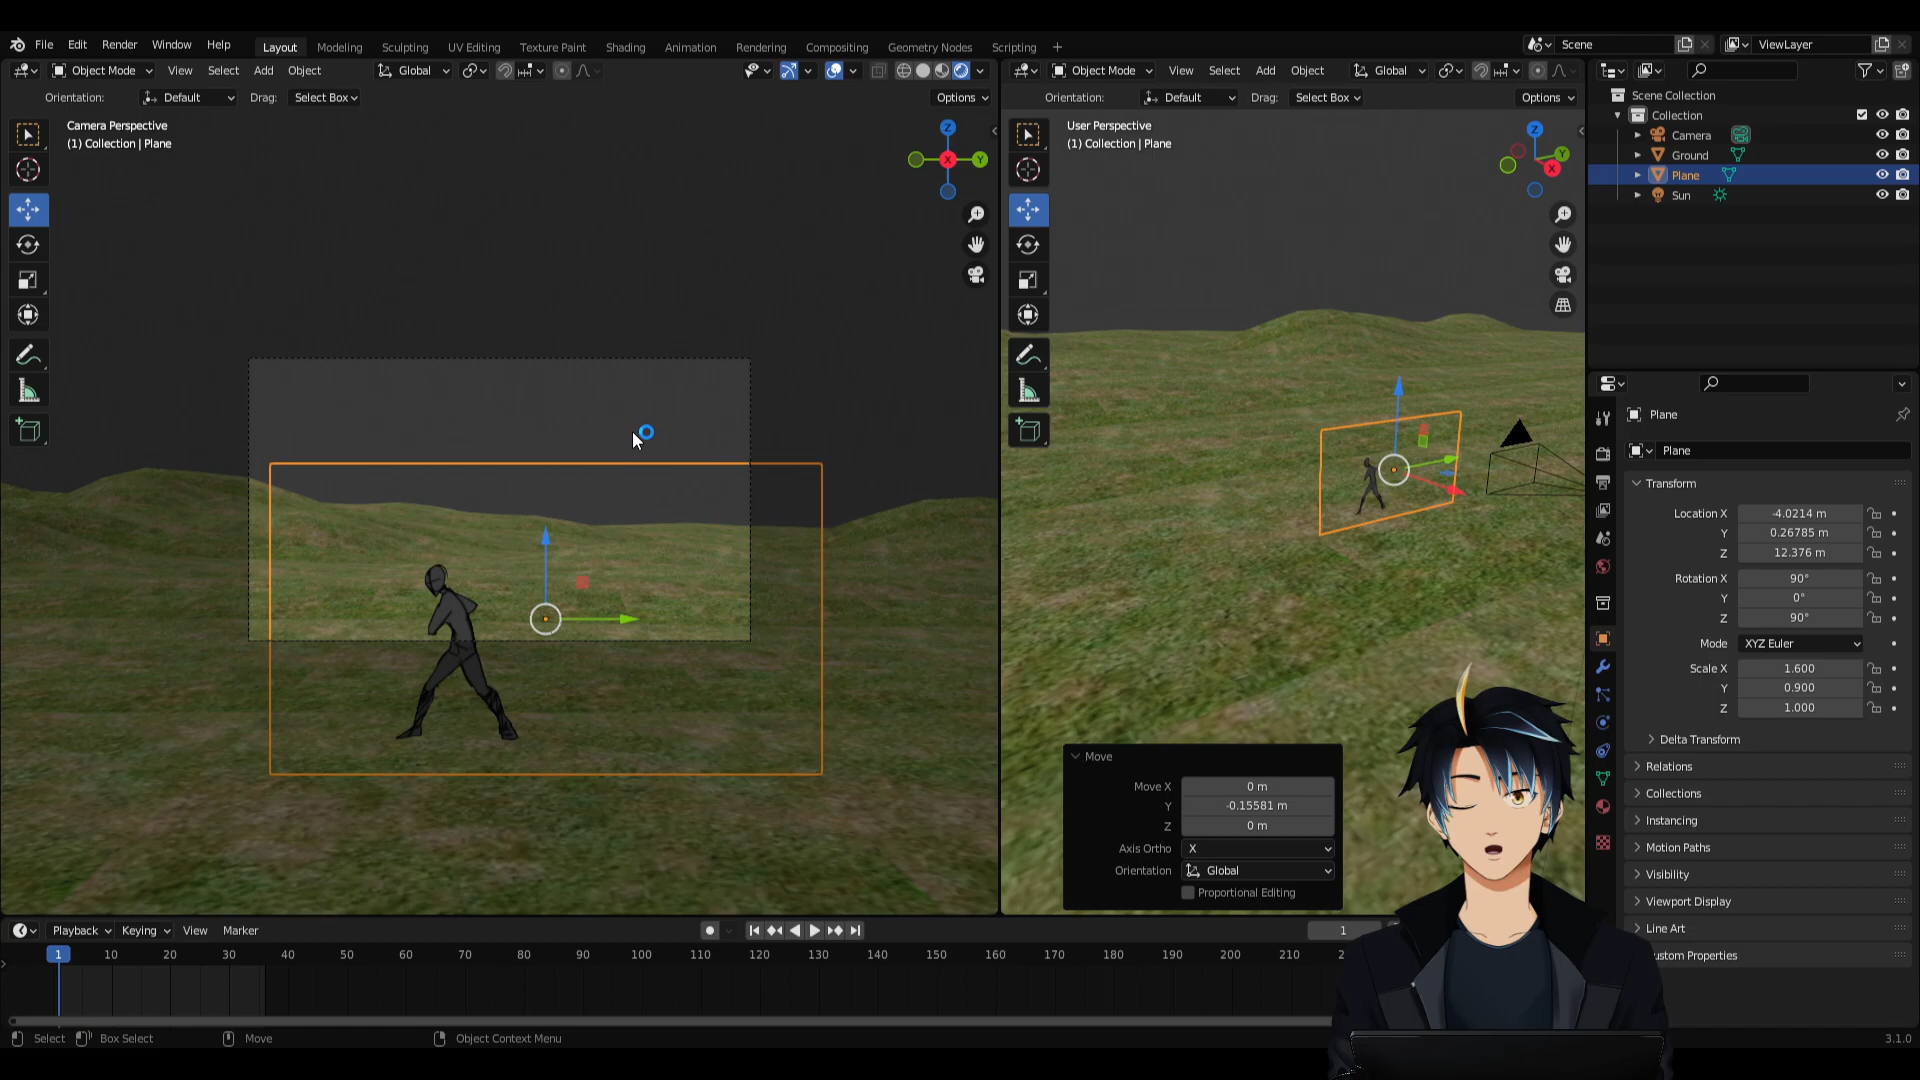 File Edit Render Window Help Layout Modeling Sculpting UV Editing Texture Paint Shading Animation Rendering Compositing Geometry Nodes Scripting + Scene ViewLayer
Object Mode View Select Add Object Global
Object Mode View Select Add Object Global
Orientation: Default Drag: Select Box Options
Orientation: Default Drag: Select Box Options
Camera Perspective
(1) Collection | Plane
User Perspective
(1) Collection | Plane
Z
X
Y
Z
Y
X
Scene Collection
Collection
Camera
Ground
Plane
Sun
Plane
Plane
Transform
Location X -4.0214 m
Y 0.26785 m
Z 12.376 m
Rotation X 90°
Y 0°
Z 90°
Mode XYZ Euler
Scale X 1.600
Y 0.900
Z 1.000
Delta Transform
Relations
Collections
Instancing
Motion Paths
Visibility
Viewport Display
Line Art
ustom Properties
Move
Move X 0 m
Y -0.15581 m
Z 0 m
Axis Ortho X
Orientation Global
Proportional Editing
Playback Keying View Marker 1
1 10 20 30 40 50 60 70 80 90 100 110 120 130 140 150 160 170 180 190 200 210 2
Select Box Select Move Object Context Menu 3.1.0